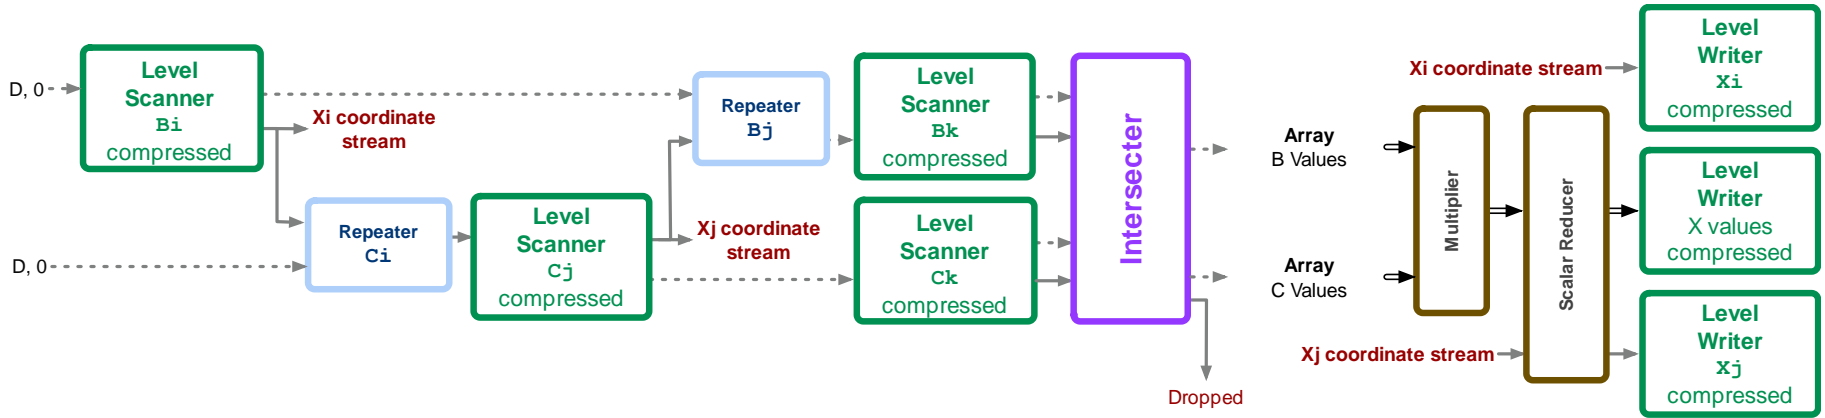 D, 0
Level
Scanner
Bi
compressed
Xi coordinate
stream
D, 0
Repeater
Ci
Level
Scanner
Cj
compressed
Repeater
Bj
Xj coordinate
stream
Level
Scanner
Bk
compressed
Level
Scanner
Ck
compressed
Intersecter
Dropped
Array
B Values
Array
C Values
Multiplier
Xj coordinate stream
Scalar Reducer
Xi coordinate stream
Level
Writer
Xi
compressed
Level
Writer
X values
compressed
Level
Writer
Xj
compressed